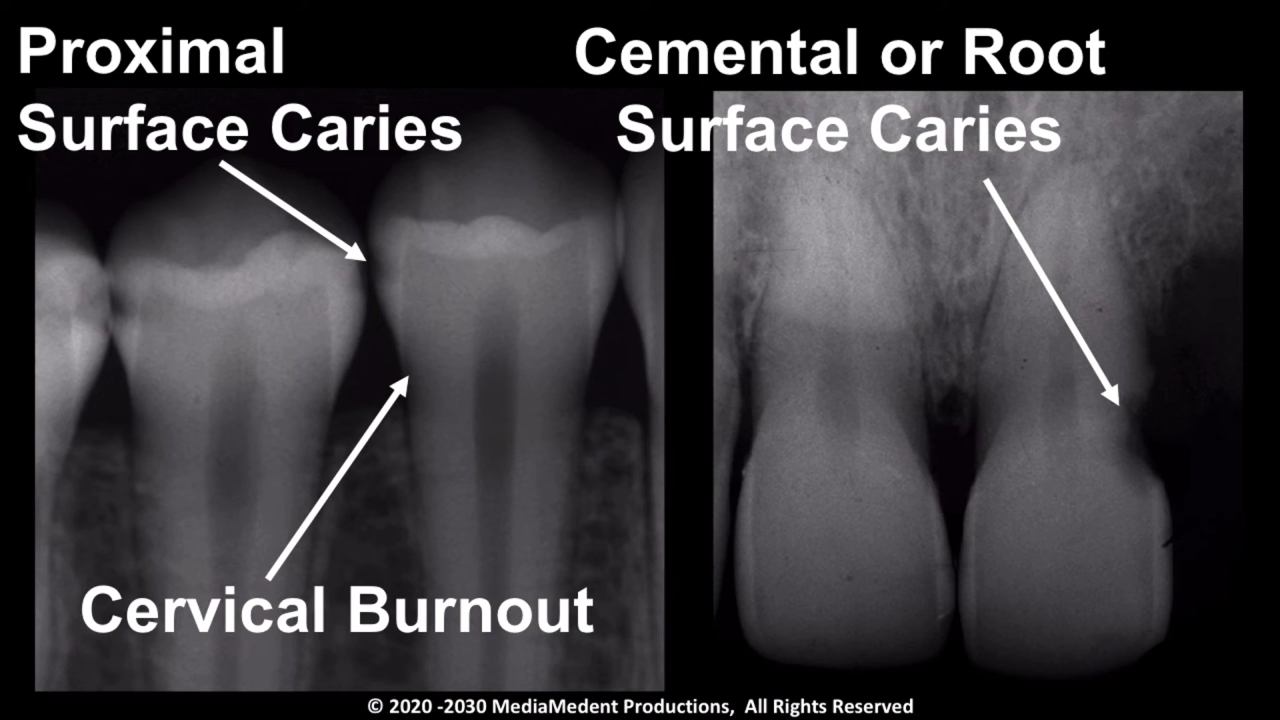 Proximal
Surface Caries
Cemental or Root
Surface Caries
Cervical Burnout
© 2020 -2030 MediaMedent Productions, All Rights Reserved